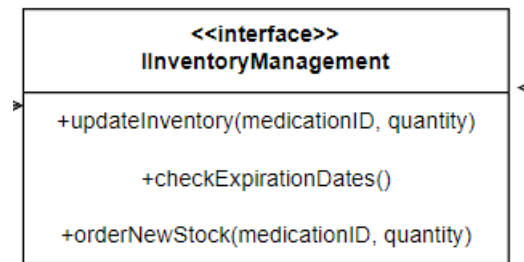 <<interface>>
IInventoryManagement
+updateInventory(medicationID, quantity)
+checkExpirationDates()
+orderNewStock(medicationID, quantity)